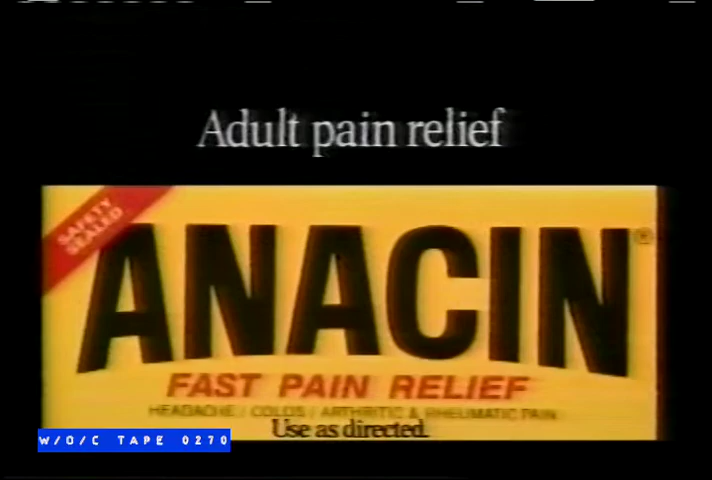 Adult pain relief
SAFETY
SEALED
ANACIN®
FAST PAIN RELIEF
HEADACHE / COLDS / ARTHRITIC & RHEUMATIC PAIN
Use as directed.
W/O/C TAPE 0270